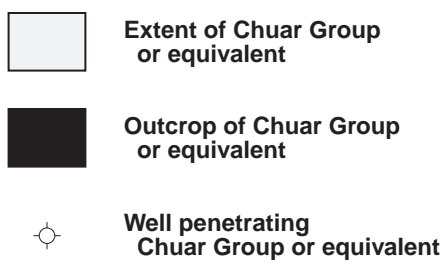 Extent of Chuar Group
or equivalent
Outcrop of Chuar Group
or equivalent
Well penetrating
Chuar Group or equivalent